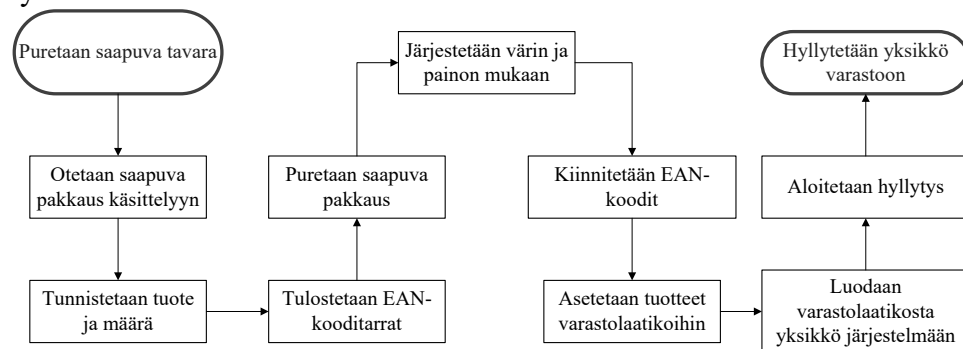 Puretaan saapuva tavara
Otetaan saapuva
pakkaus käsittelyyn
Tunnistetaan tuote
ja määrä
Tulostetaan EAN-
kooditarrat
Puretaan saapuva
pakkaus
Järjestetään värin ja
painon mukaan
Kiinnitetään EAN-
koodit
Asetetaan tuotteet
varastolaatikoihin
Luodaan
varastolaatikosta
yksikkö järjestelmään
Aloitetaan hyllytys
Hyllytetään yksikkö
varastoon